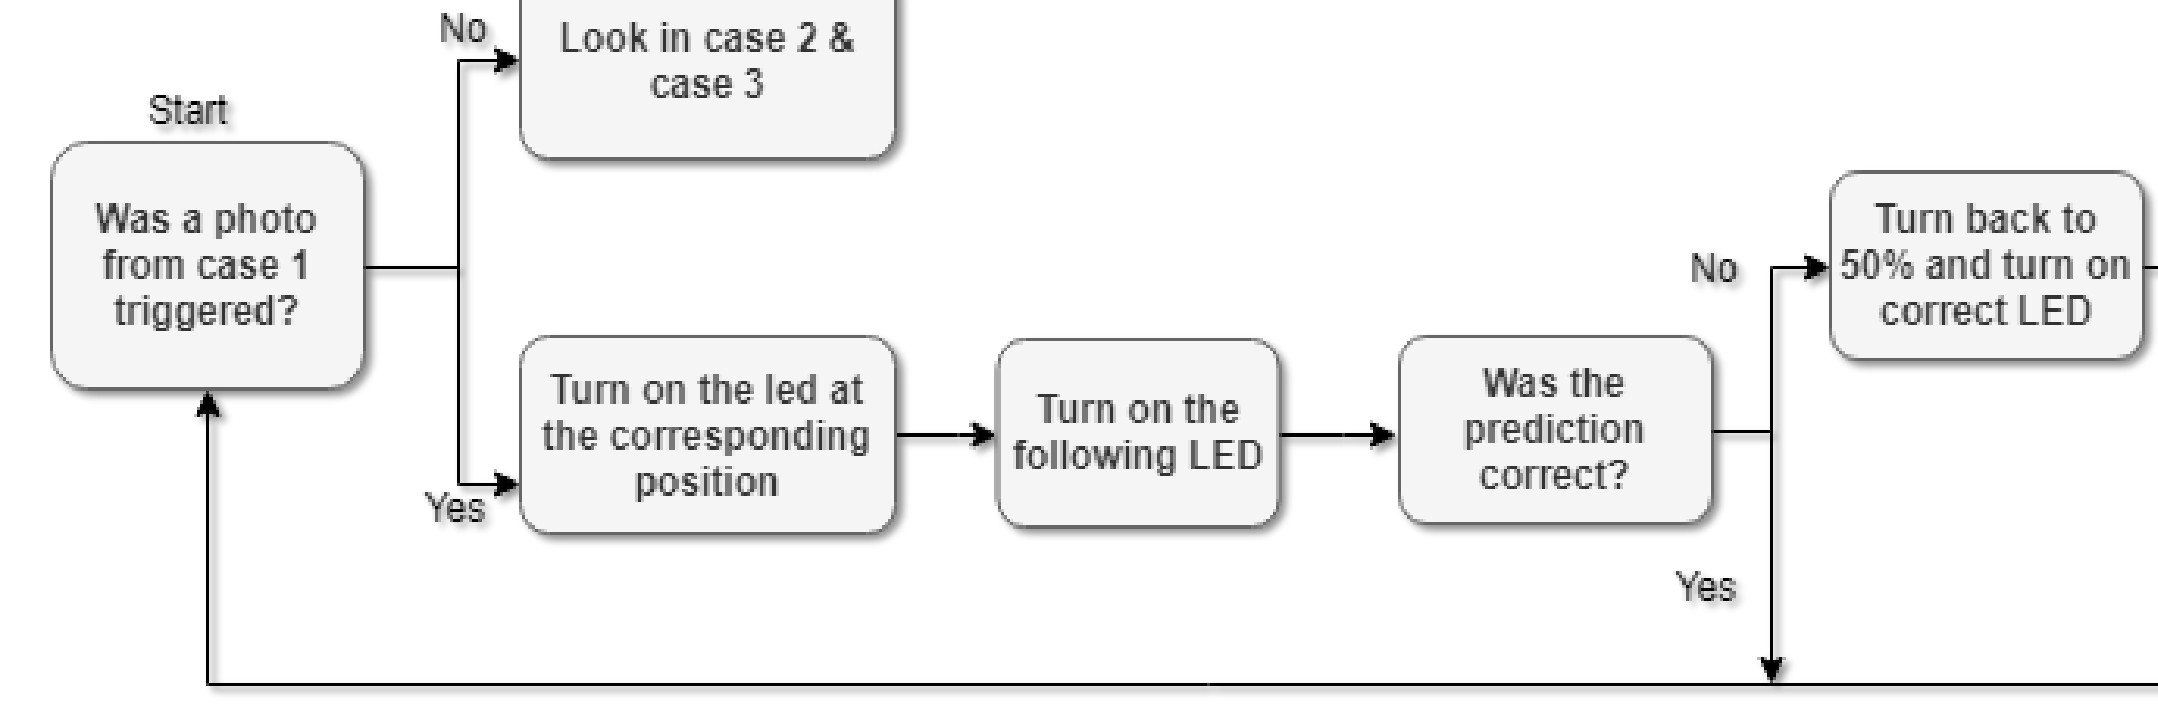 No
Look in case 2 &
case 3
Start
Was a photo
from case 1
triggered?
Yes
Turn on the led at
the corresponding
position
Turn on the
following LED
Was the
prediction
correct?
No
Turn back to
50% and turn on
correct LED
Yes